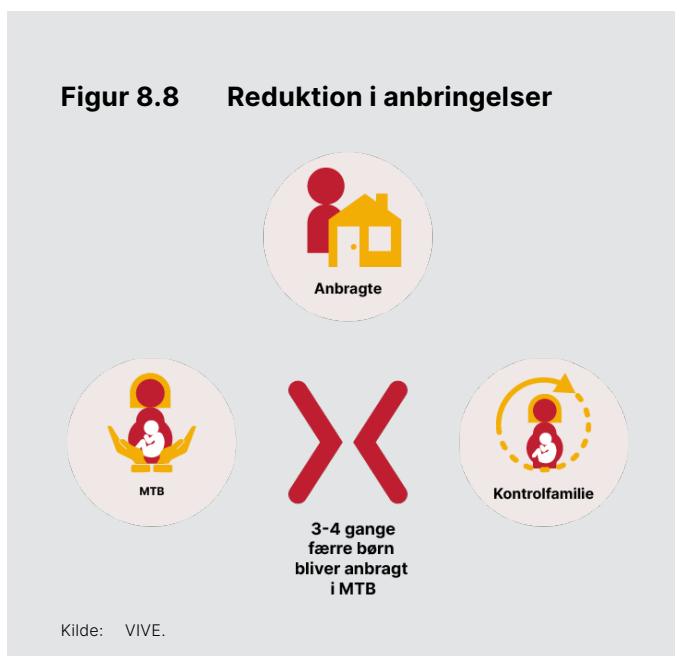 Figur 8.8 Reduktion i anbringelser
Anbragte
MTB
Kontrolfamilie
3-4 gange
færre børn
bliver anbragt
i MTB
Kilde: VIVE.